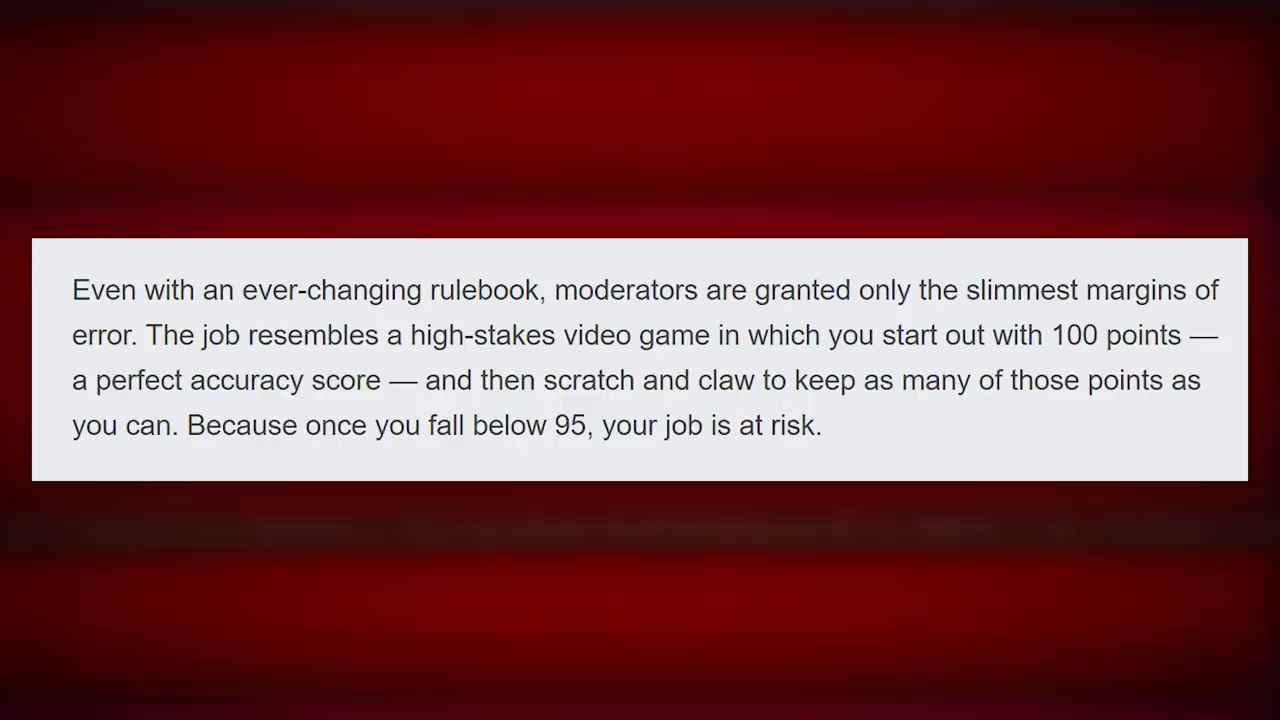 Even with an ever-changing rulebook, moderators are granted only the slimmest margins of
error. The job resembles a high-stakes video game in which you start out with 100 points —
a perfect accuracy score — and then scratch and claw to keep as many of those points as
you can. Because once you fall below 95, your job is at risk.